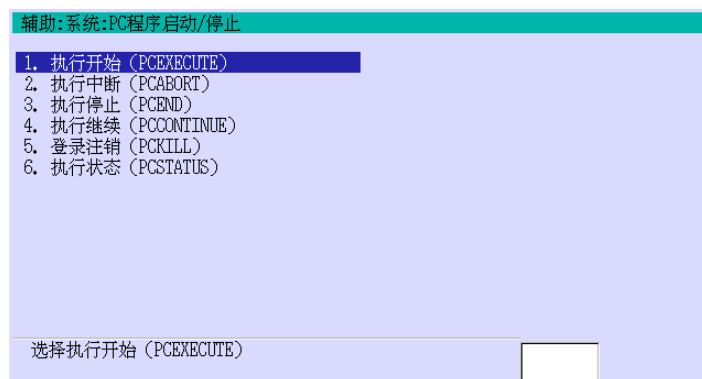 辅助:系统:PC程序启动/停止
1. 执行开始 (PCEXECUTE)
2. 执行中断 (PCABORT)
3. 执行停止 (PCEND)
4. 执行继续 (PCCONTINUE)
5. 登录注销 (PCKILL)
6. 执行状态 (PCSTATUS)
选择执行开始 (PCEXECUTE)